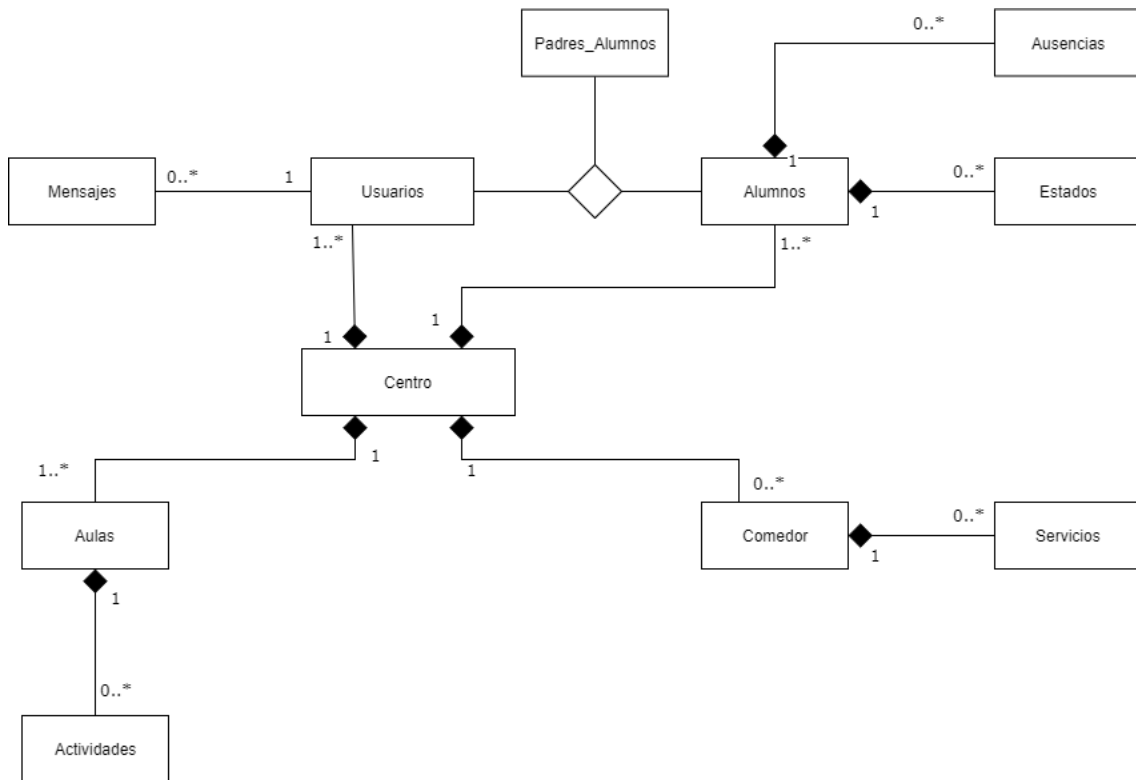 Padres_Alumnos
0..*
Ausencias
1
Mensajes
0..*
1
Usuarios
Alumnos
0..*
1
Estados
1..*
1..*
1
1
Centro
1
1
1..*
0..*
Aulas
Comedor
0..*
1
Servicios
1
0..*
Actividades